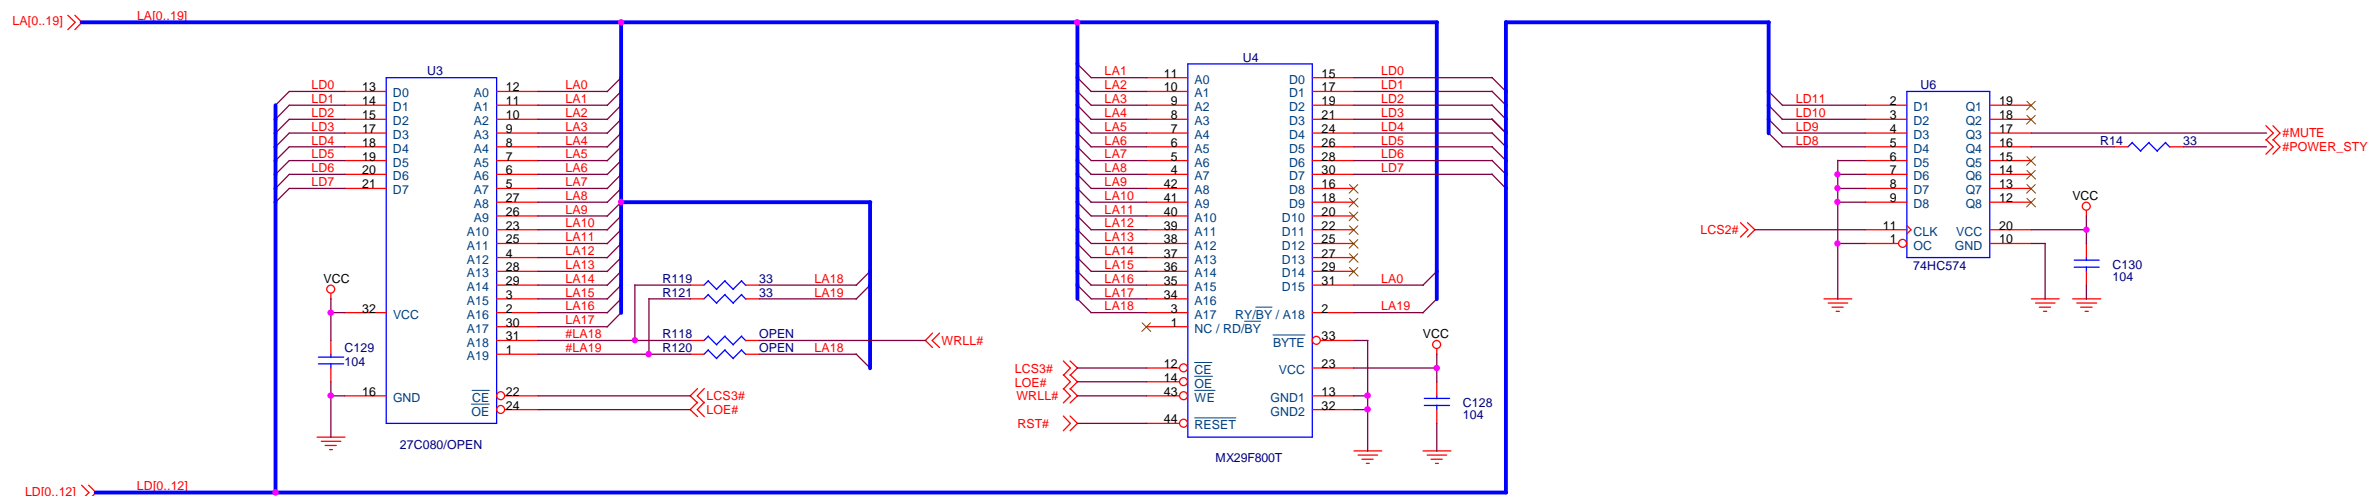 LA[0..19] LA[0..19]
U3
LD0 13 D0 A0 12 LA0
LD1 14 D1 A1 11 LA1
LD2 15 D2 A2 10 LA2
LD3 17 D3 A3 9 LA3
LD4 18 D4 A4 8 LA4
LD5 19 D5 A5 7 LA5
LD6 20 D6 A6 6 LA6
LD7 21 D7 A7 5 LA7
A8 27 LA8
A9 26 LA9
A10 23 LA10
A11 25 LA11
A12 4 LA12
A13 28 LA13
A14 29 LA14
A15 3 LA15
A16 2 LA16
A17 30 LA17
A18 31 #LA18
A19 1 #LA19
VCC
32 VCC
C129
104
16 GND
CE 22 LCS3#
OE 24 LOE#
27C080/OPEN
R119 33 LA18
R121 33 LA19
R118 OPEN WRLL#
R120 OPEN LA18
U4
LA1 11 A0 D0 15 LD0
LA2 10 A1 D1 17 LD1
LA3 9 A2 D2 19 LD2
LA4 8 A3 D3 21 LD3
LA5 7 A4 D4 24 LD4
LA6 6 A5 D5 26 LD5
LA7 5 A6 D6 28 LD6
LA8 4 A7 D7 30 LD7
LA9 42 A8 D8 16
LA10 41 A9 D9 18
LA11 40 A10 D10 20
LA12 39 A11 D11 22
LA13 38 A12 D12 25
LA14 37 A13 D13 27
LA15 36 A14 D14 29
LA16 35 A15 D15 31 LA0
LA17 34 A16
LA18 3 A17 RY/BY / A18 2 LA19
1 NC / RD/BY
BYTE 33
VCC
LCS3# 12 CE VCC 23
LOE# 14 OE
WRLL# 43 WE GND1 13
GND2 32
C128
104
RST# 44 RESET
MX29F800T
U6
LD11 2 D1 Q1 19
LD10 3 D2 Q2 18
LD9 4 D3 Q3 17 #MUTE
LD8 5 D4 Q4 16 R14 33 #POWER_STY
6 D5 Q5 15
7 D6 Q6 14
8 D7 Q7 13
9 D8 Q8 12
VCC
LCS2# 11 CLK VCC 20
1 OC GND 10
74HC574
C130
104
LD[0..12] LD[0..12]